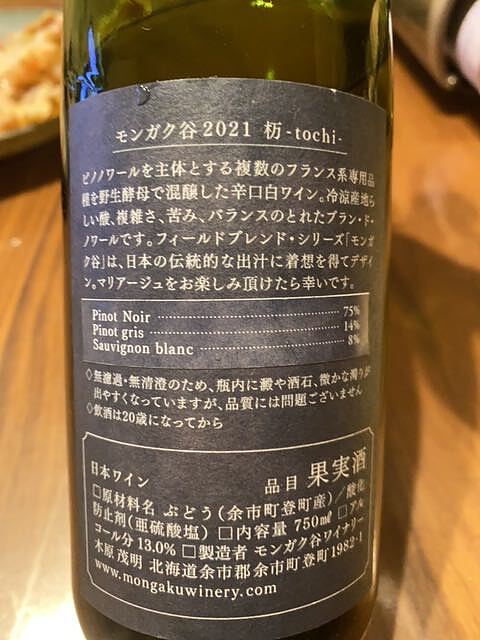 モンガク谷2021 栃-tochi-
ピノノワールを主体とする複数のフランス系専用品
種を野生酵母で混醸した辛口白ワイン。冷涼産地ら
しい酸、複雑さ、苦み、バランスのとれたブラン・ド・
ノワールです。フィールドブレンド・シリーズ「モンガ
ク谷」は、日本の伝統的な出汁に着想を得てデザイ
ン。マリアージュをお楽しみ頂けたら幸いです。
Pinot Noir 75%
Pinot gris 14%
Sauvignon blanc 8%
◇無濾過・無清澄のため、瓶内に澱や酒石、微かな濁りが
出やすくなっていますが、品質には問題ございません
◇飲酒は20歳になってから
日本ワイン 品目 果実酒
□原材料名 ぶどう(余市町登町産)/酸化
防止剤(亜硫酸塩) □内容量 750㎖ □アル
コール分 13.0% □製造者 モンガク谷ワイナリー
木原 茂明 北海道余市郡余市町登町1982-1
www.mongakuwinery.com